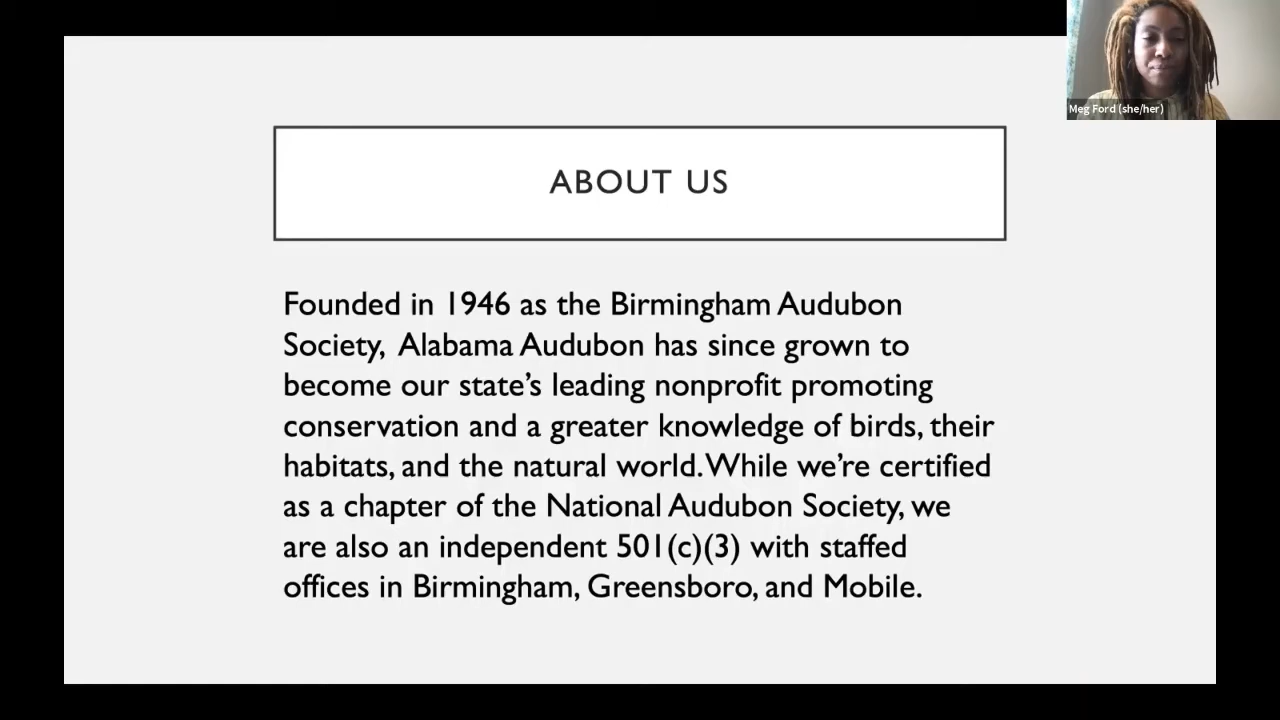 Meg Ford (she/her)
ABOUT US
Founded in 1946 as the Birmingham Audubon
Society, Alabama Audubon has since grown to
become our state’s leading nonprofit promoting
conservation and a greater knowledge of birds, their
habitats, and the natural world. While we’re certified
as a chapter of the National Audubon Society, we
are also an independent 501(c)(3) with staffed
offices in Birmingham, Greensboro, and Mobile.